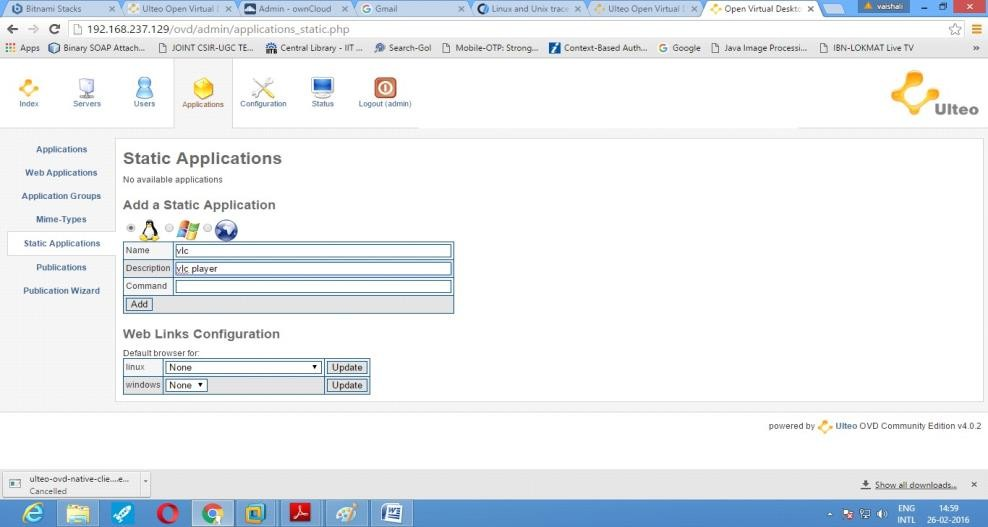 Bitnami Stacks
Ulteo Open Virtual D
Admin - ownCloud
Gmail
Linux and Unix trace
Ulteo Open Virtual D
Open Virtual Deskto
vaishali
192.168.237.129/ovd/admin/applications_static.php
Apps
Binary SOAP Attach...
JOINT CSIR-UGC TE...
Central Library - IIT ...
Search-Gol
Mobile-OTP: Strong...
Context-Based Auth...
Google
Java Image Processi...
IBN-LOKMAT Live TV
»
Index
Servers
Users
Applications
Configuration
Status
Logout (admin)
Ulteo
Applications
Web Applications
Application Groups
Mime-Types
Static Applications
Publications
Publication Wizard
Static Applications
No available applications
Add a Static Application
Name vlc
Description vlc player
Command
Add
Web Links Configuration
Default browser for:
linux None Update
windows None Update
powered by Ulteo OVD Community Edition v4.0.2
ulteo-ovd-native-clie....e...
Cancelled
Show all downloads...
ENG 14:59
INTL 26-02-2016